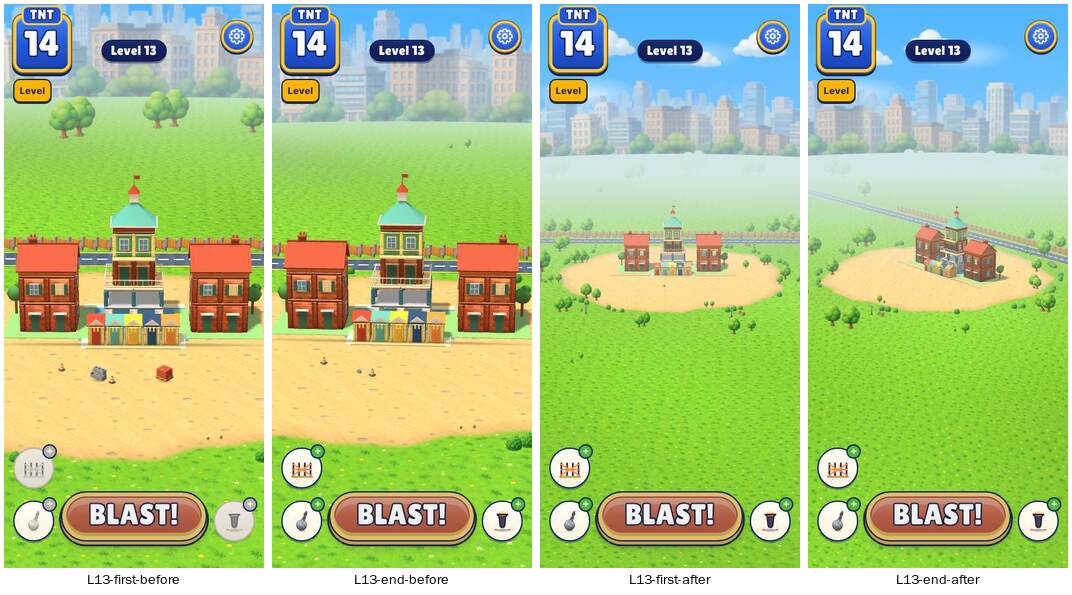 TNT
14
Level 13
Level
BLAST!
L13-first-before
TNT
14
Level 13
Level
BLAST!
L13-end-before
TNT
14
Level 13
Level
BLAST!
L13-first-after
TNT
14
Level 13
Level
BLAST!
L13-end-after